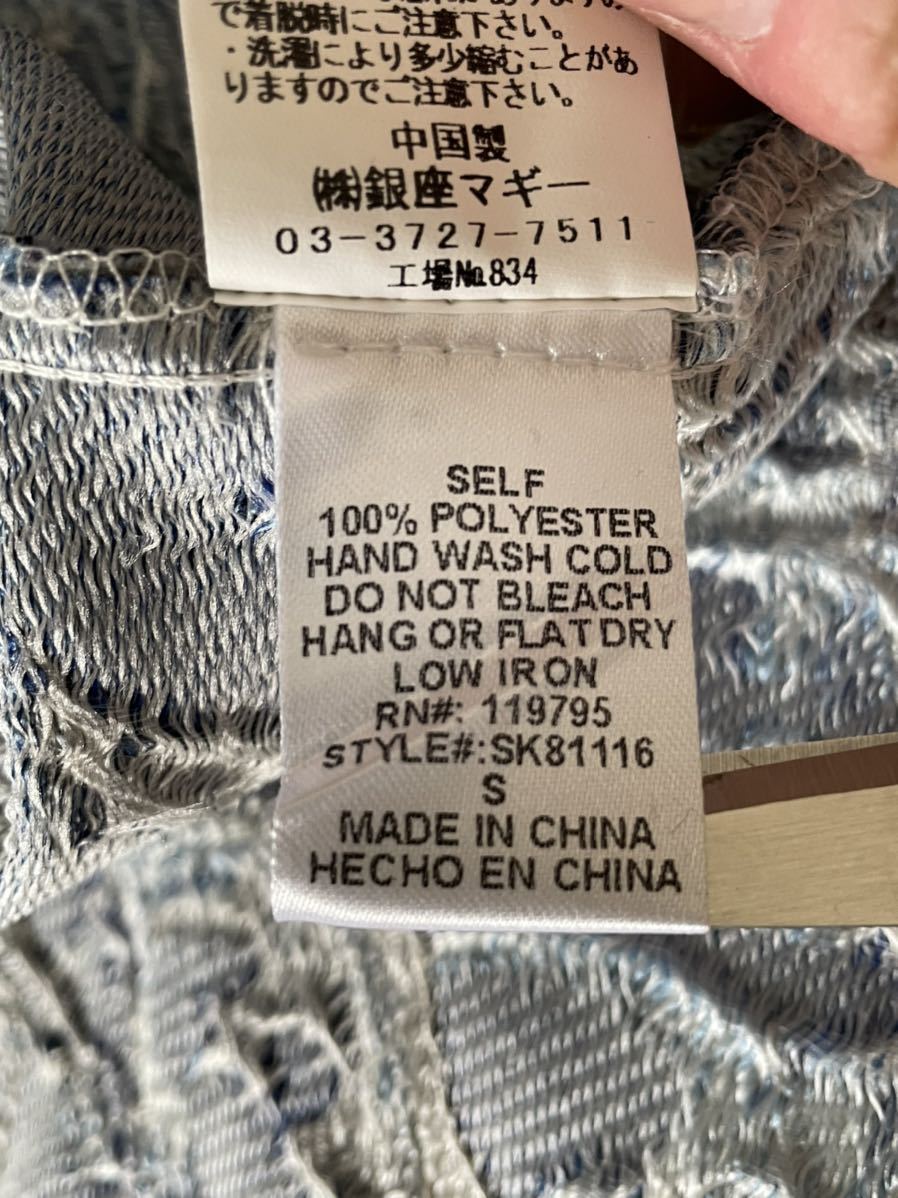 で着脱時にご注意下さい。
・洗濯により多少縮むことがあ
りますのでご注意下さい。
中国製
㈱銀座マギー
03-3727-7511
工場№834
SELF
100% POLYESTER
HAND WASH COLD
DO NOT BLEACH
HANG OR FLAT DRY
LOW IRON
RN#: 119795
STYLE#:SK81116
S
MADE IN CHINA
HECHO EN CHINA